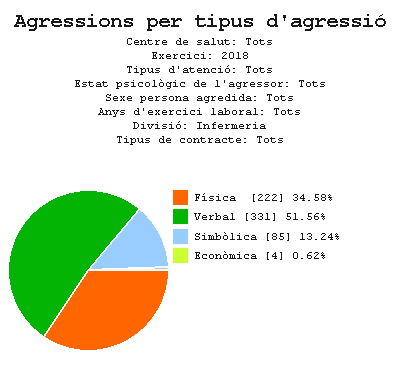 Agressions per tipus d'agressió
Centre de salut: Tots
Exercici: 2018
Tipus d'atenció: Tots
Estat psicològic de l'agressor: Tots
Sexe persona agredida: Tots
Anys d'exercici laboral: Tots
Divisió: Infermeria
Tipus de contracte: Tots
Física [222] 34.58%
Verbal [331] 51.56%
Simbòlica [85] 13.24%
Econòmica [4] 0.62%